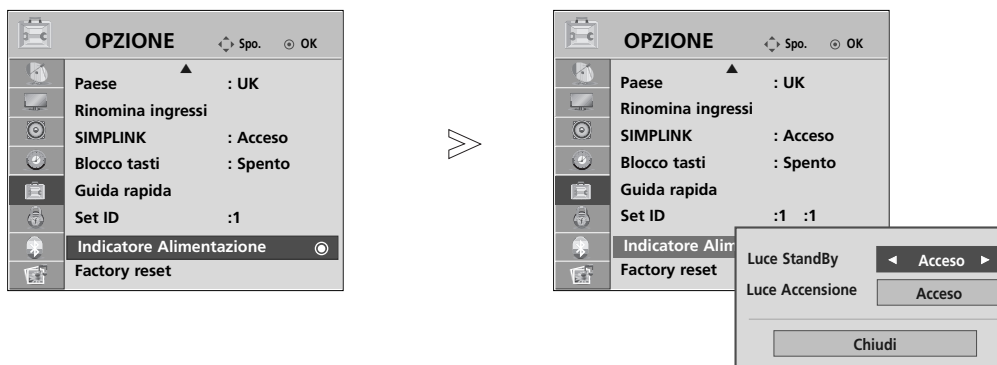 OPZIONE Spo. OK
Paese : UK
Rinomina ingressi
SIMPLINK : Acceso
Blocco tasti : Spento
Guida rapida
Set ID :1
Indicatore Alimentazione
Factory reset
OPZIONE Spo. OK
Paese : UK
Rinomina ingressi
SIMPLINK : Acceso
Blocco tasti : Spento
Guida rapida
Set ID :1 :1
Indicatore Alim
Factory reset
Luce StandBy ◄ Acceso ►
Luce Accensione Acceso
Chiudi